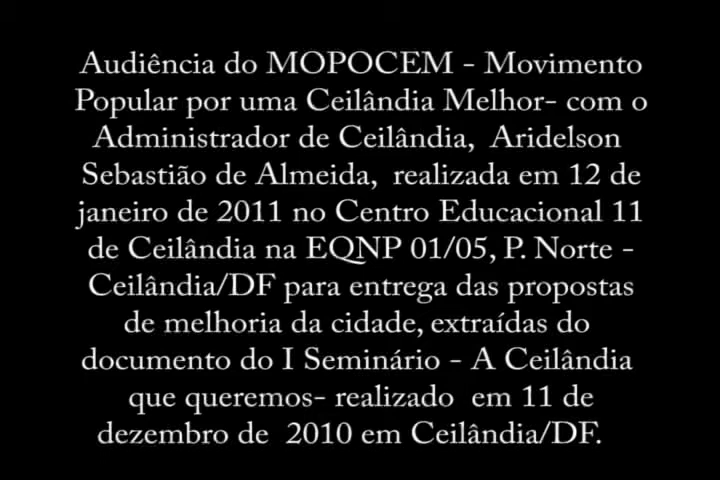 Audiência do MOPOCEM - Movimento
Popular por uma Ceilândia Melhor- com o
Administrador de Ceilândia, Aridelson
Sebastião de Almeida, realizada em 12 de
janeiro de 2011 no Centro Educacional 11
de Ceilândia na EQNP 01/05, P. Norte -
Ceilândia/DF para entrega das propostas
de melhoria da cidade, extraídas do
documento do I Seminário - A Ceilândia
que queremos- realizado em 11 de
dezembro de 2010 em Ceilândia/DF.